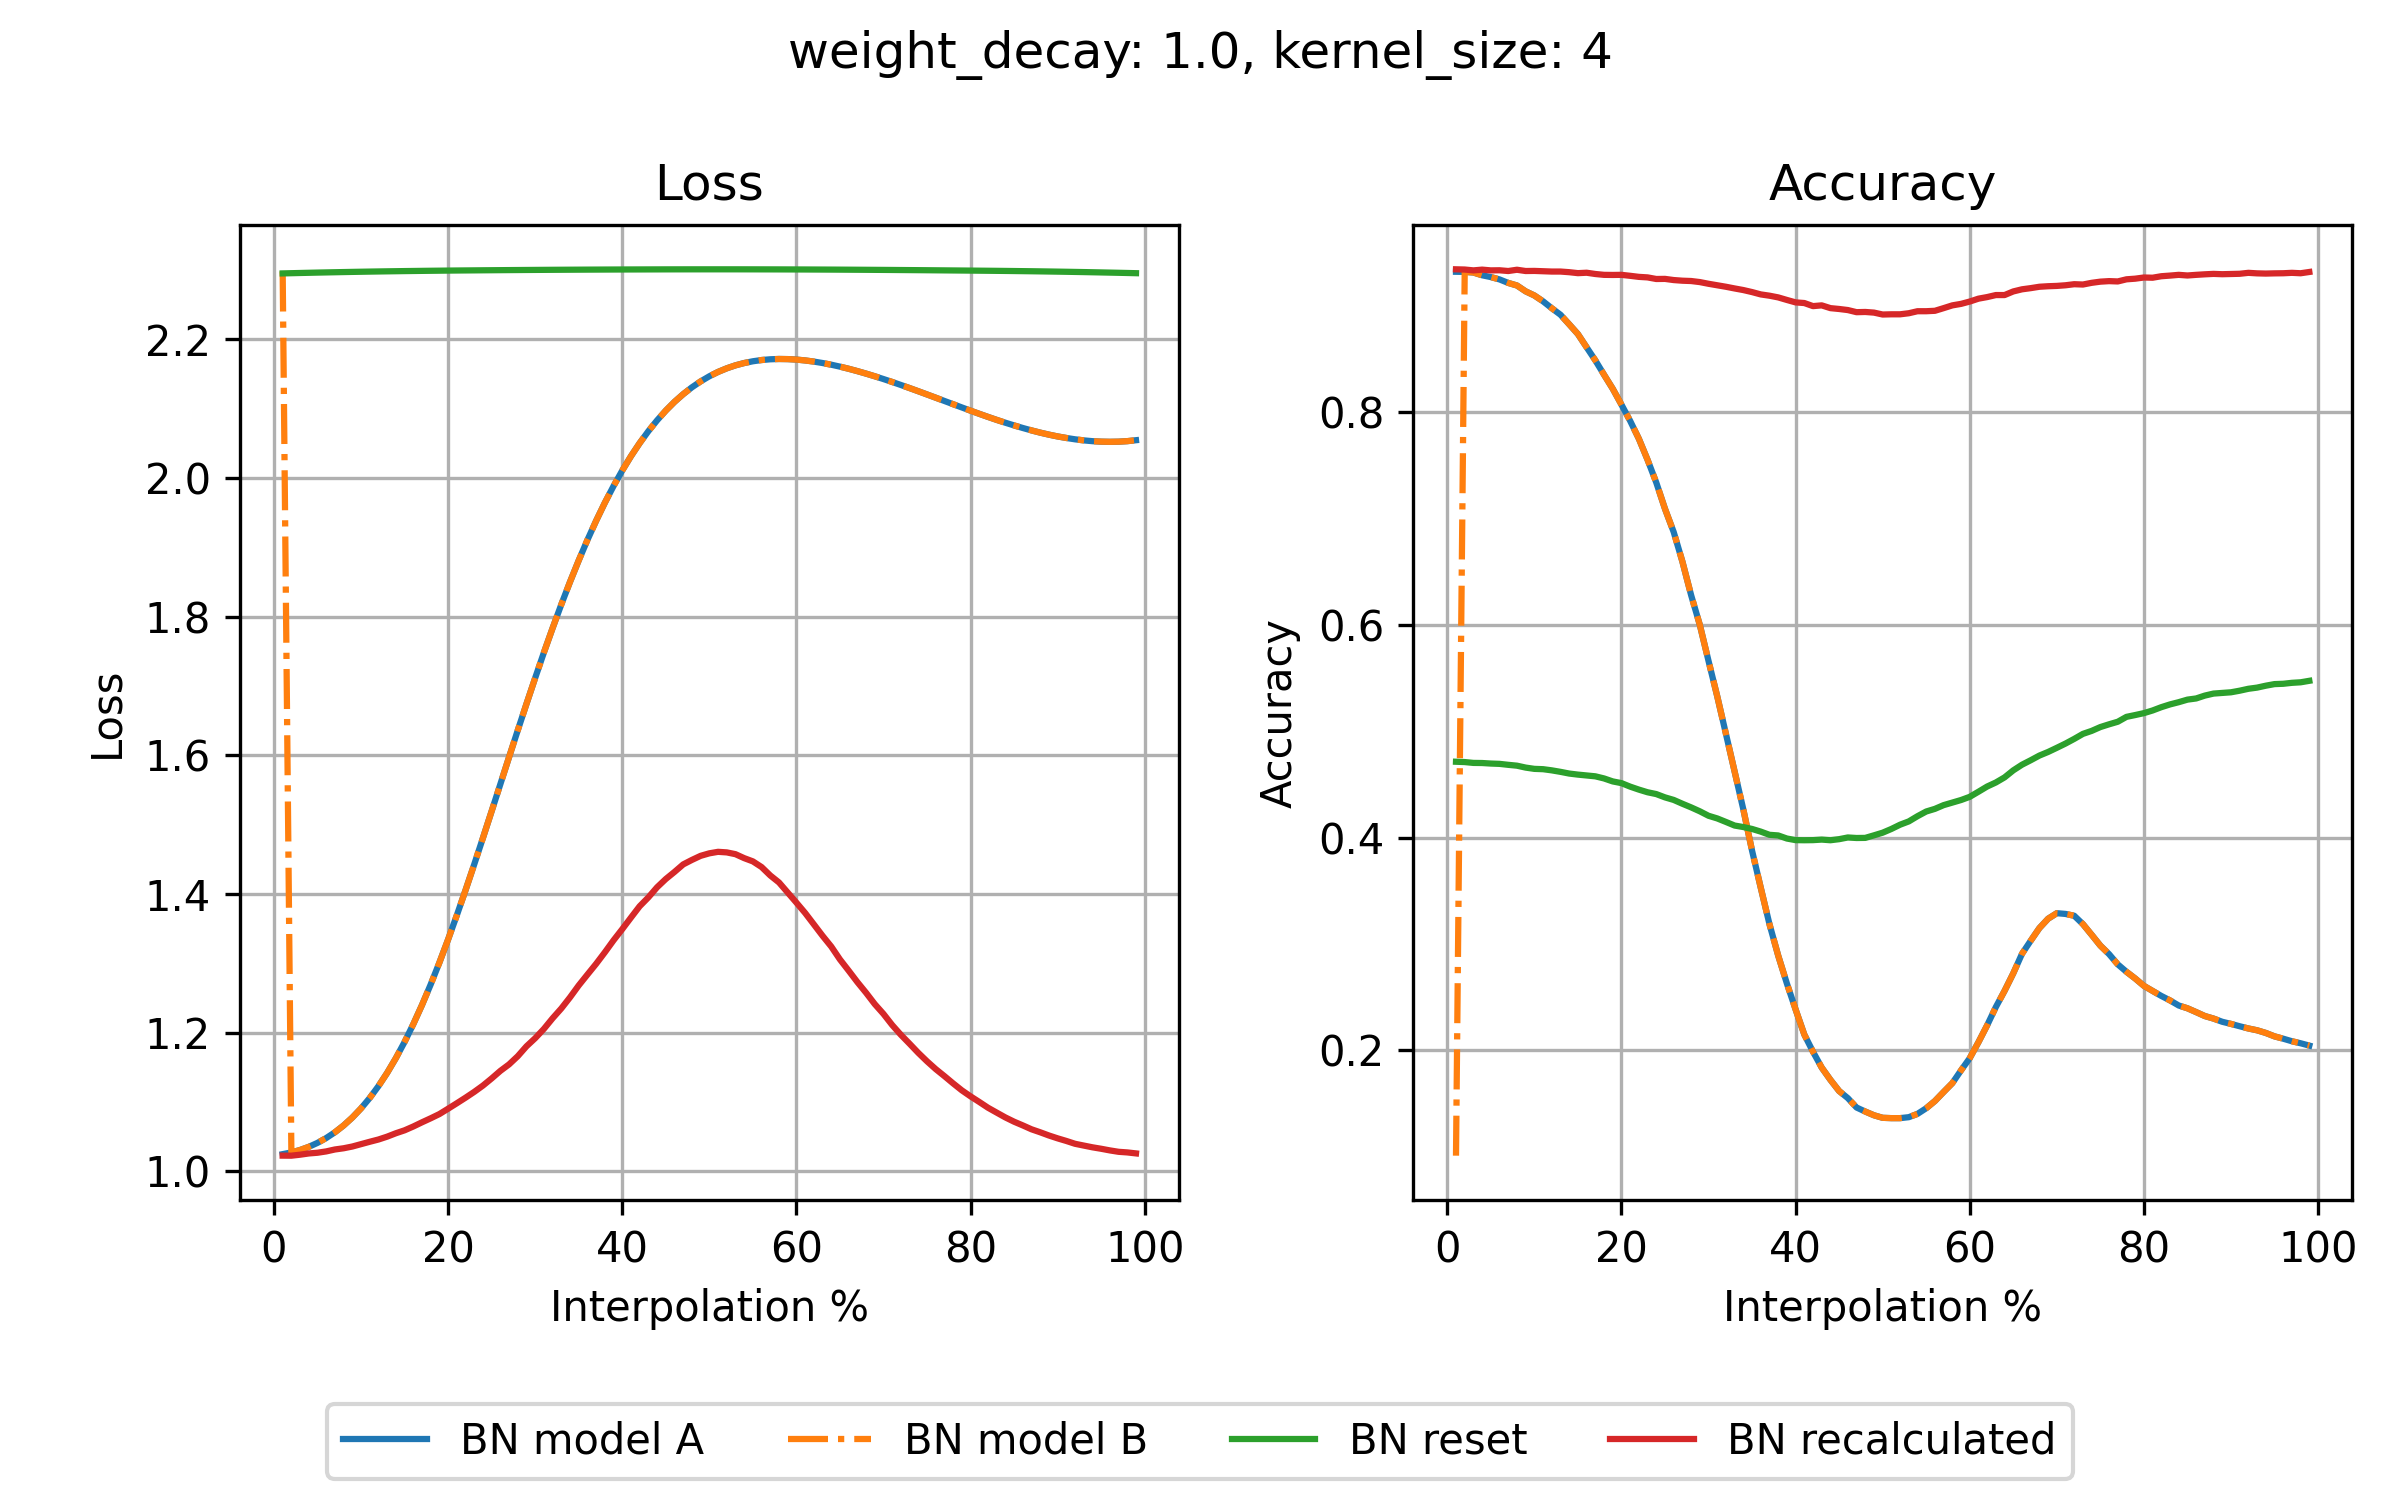 weight_decay: 1.0, kernel_size: 4
Loss
Loss
2.2
2.0
1.8
1.6
1.4
1.2
1.0
0 20 40 60 80 100
Interpolation %
Accuracy
Accuracy
0.8
0.6
0.4
0.2
0 20 40 60 80 100
Interpolation %
BN model A BN model B BN reset BN recalculated